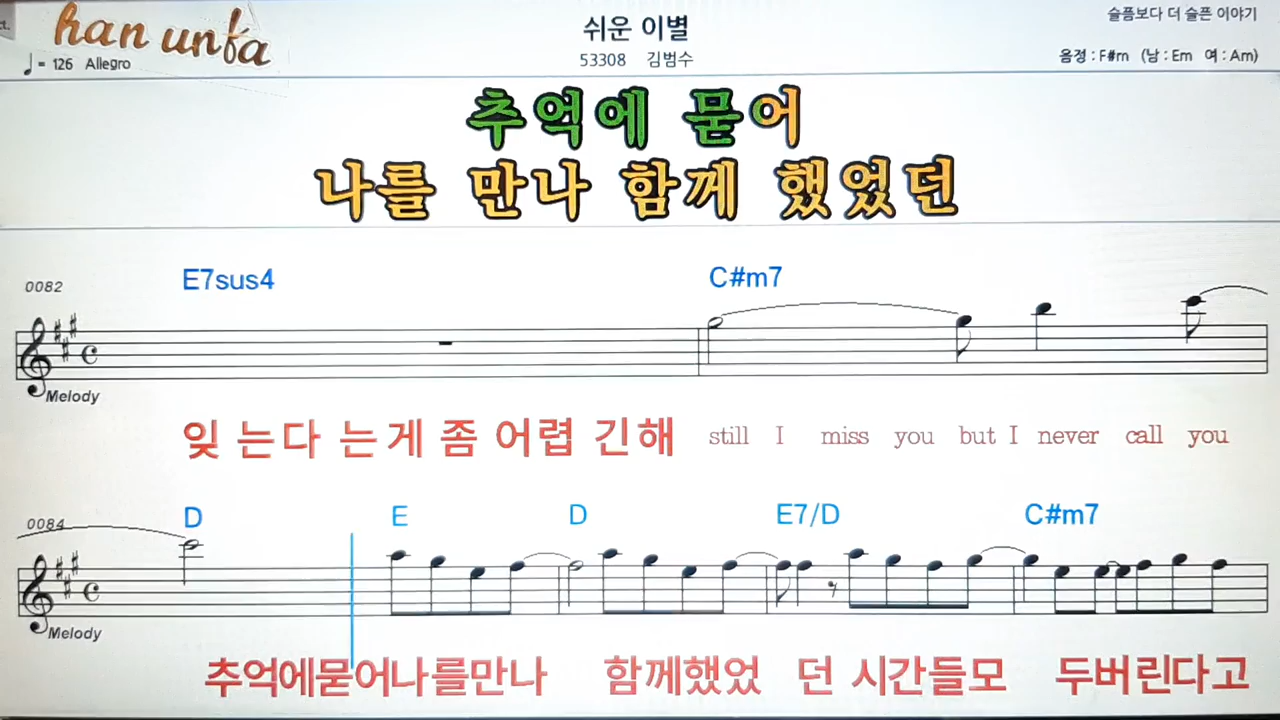 ct.
han unfa
쉬운 이별
슬픔보다 더 슬픈 이야기
♩= 126 Allegro
53308 김범수
음정 : F#m (남 : Em 여 : Am)
추억에 묻어
나를 만나 함께 했었던
0082 E7sus4 C#m7
Melody
잊 는다 는게 좀 어렵 긴해 still I miss you but I never call you
0084 D E D E7/D C#m7
Melody
추억에묻어나를만나 함께했었 던 시간들모 두버린다고